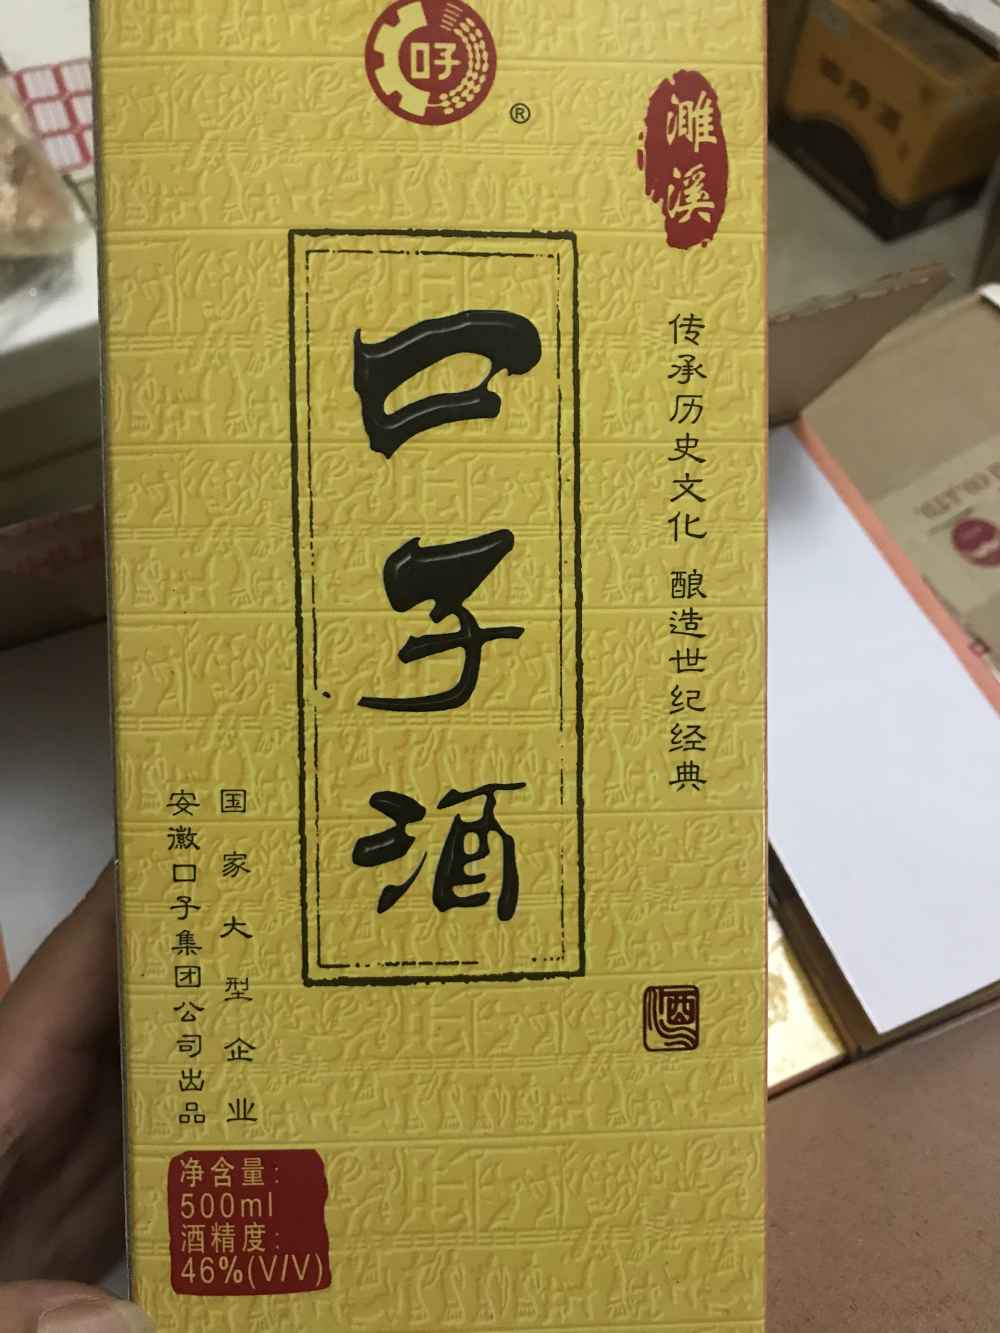 口子
®
濉溪
口子酒
传承历史文化 酿造世纪经典
国家大型企业
安徽口子集团公司出品
酒
净含量:
500ml
酒精度:
46%(V/V)